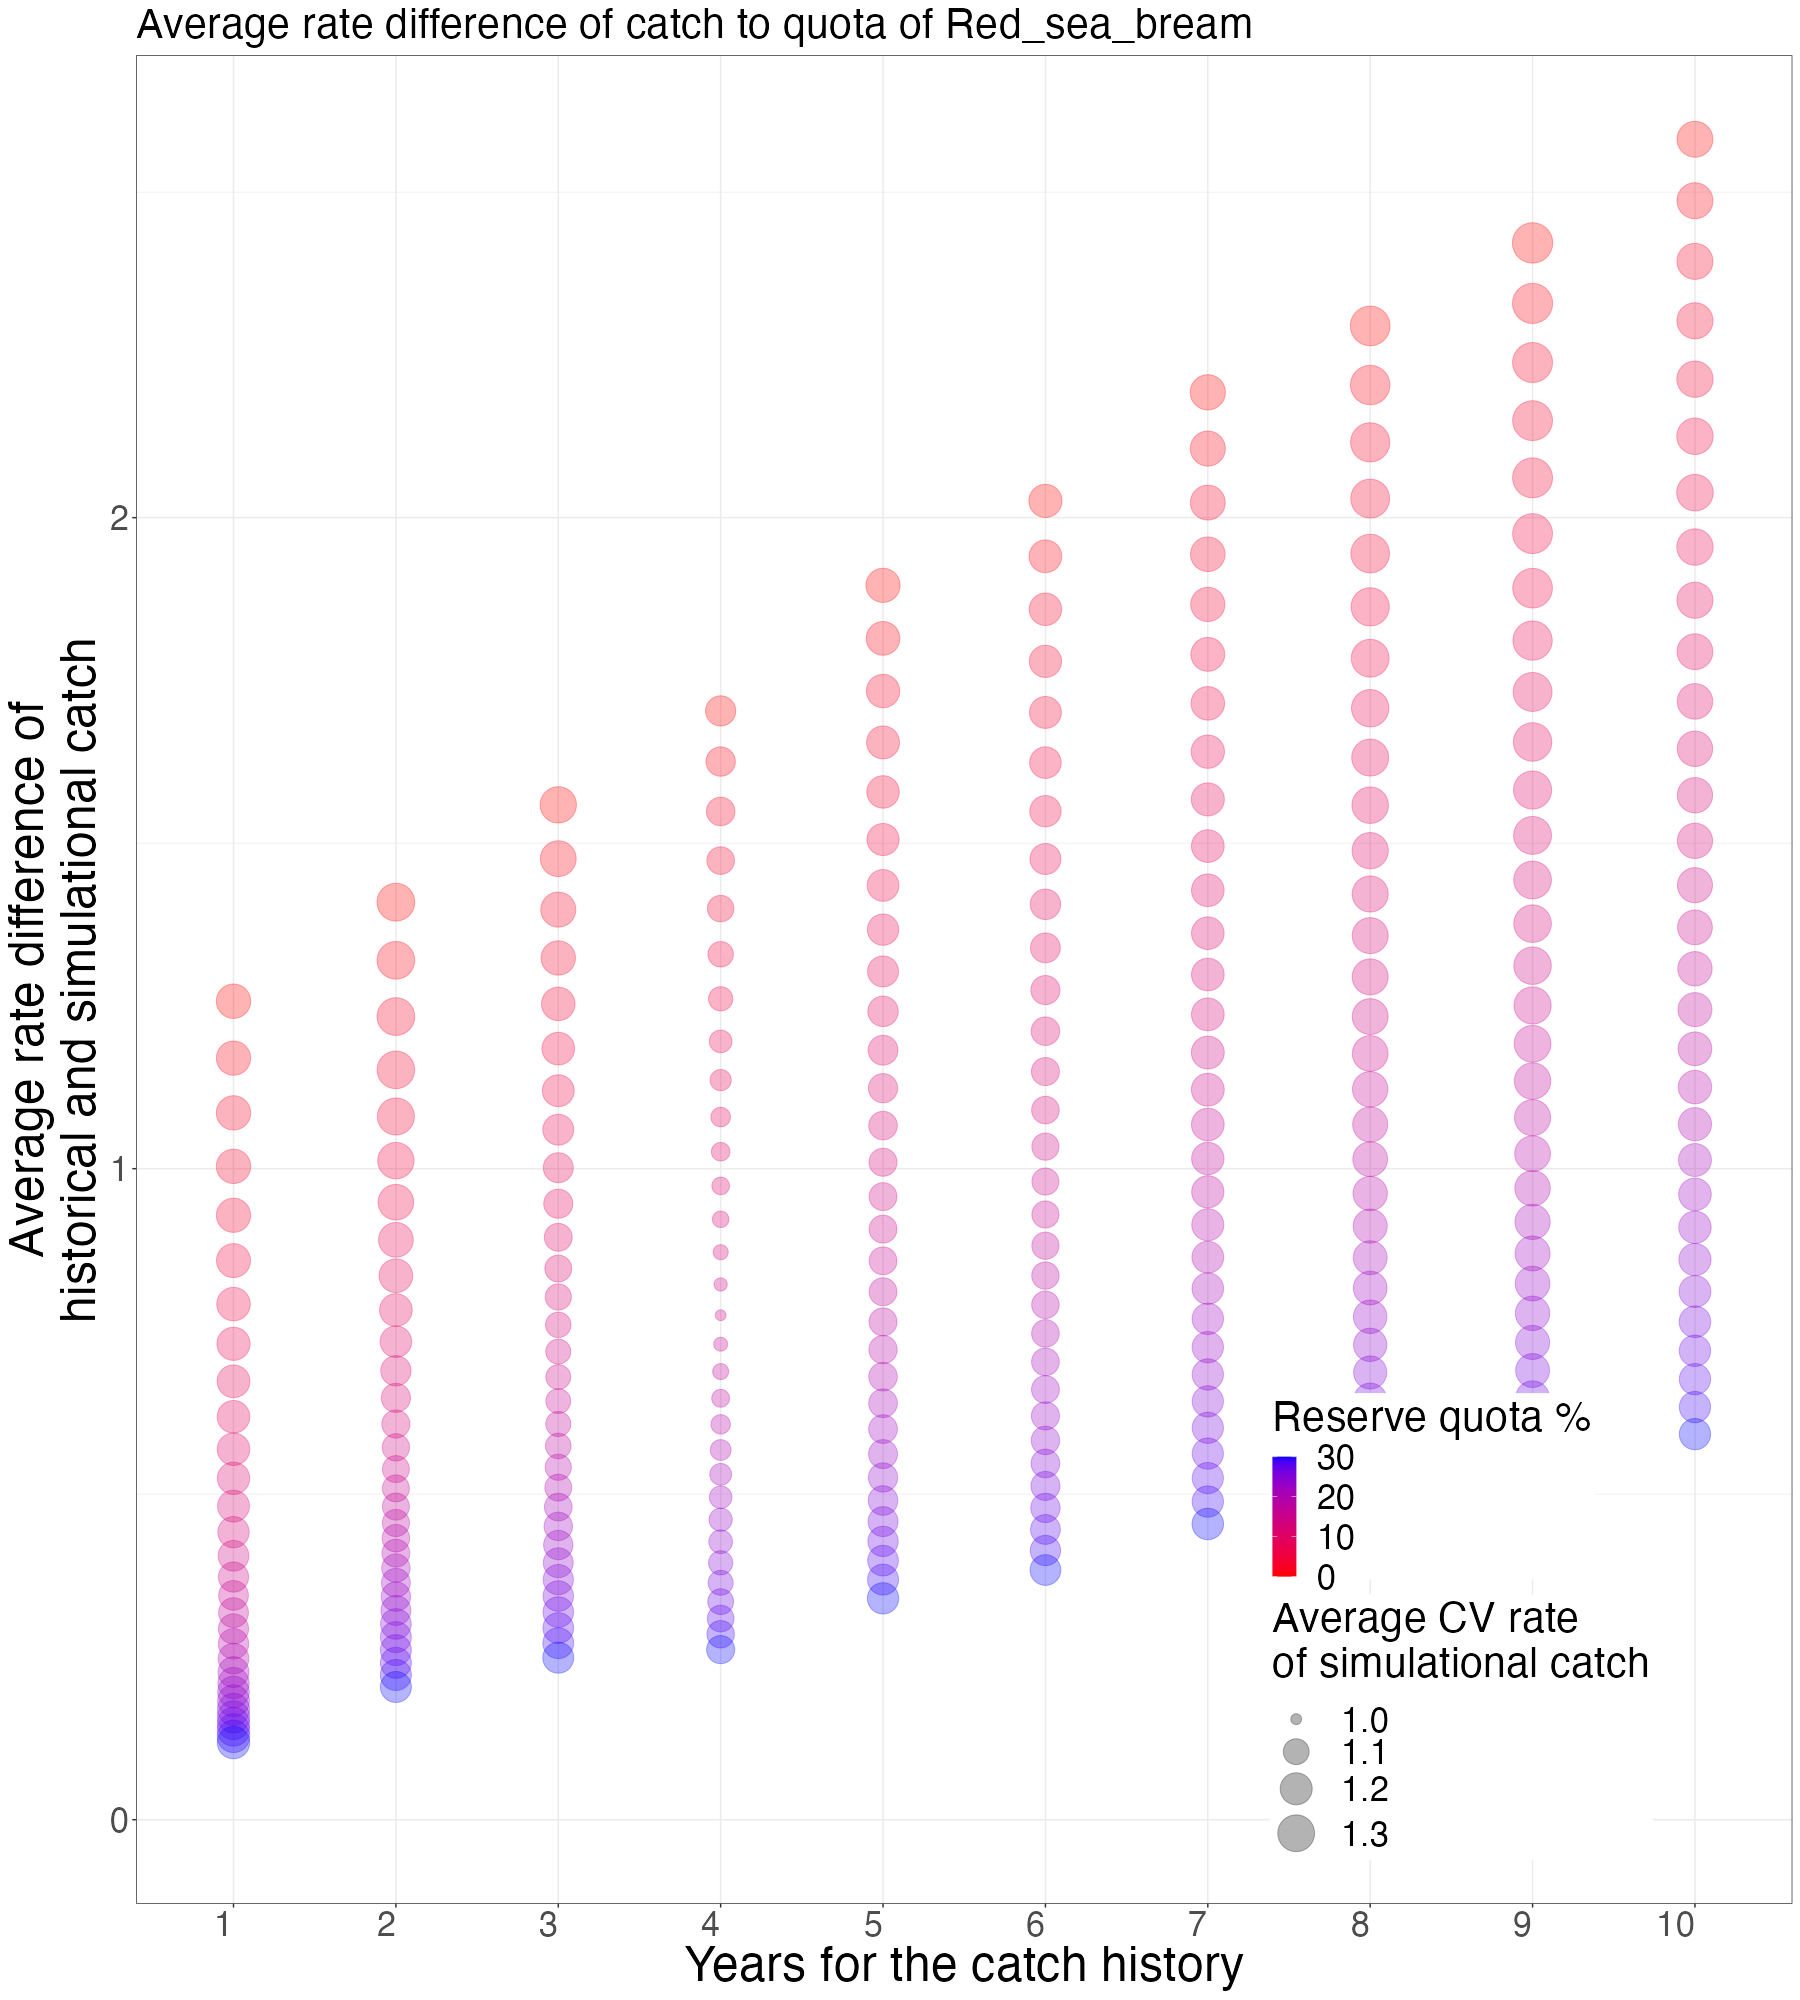 Average rate difference of catch to quota of Red_sea_bream
Average rate difference of
historical and simulational catch
2
1
0
Reserve quota %
30
20
10
0
Average CV rate
of simulational catch
1.0
1.1
1.2
1.3
1 2 3 4 5 6 7 8 9 10
Years for the catch history